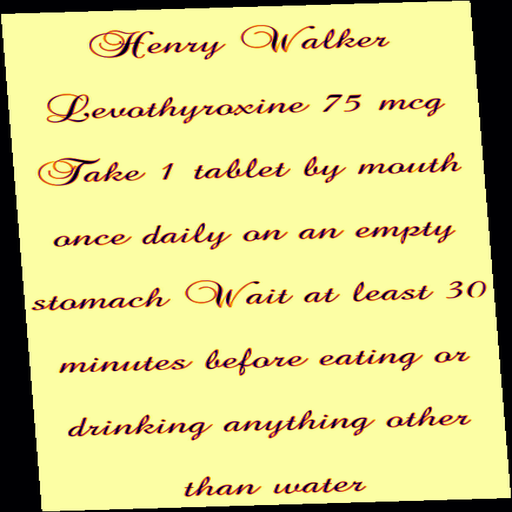 Henry Walker
Levothyroxine 75 mcg
Take 1 tablet by mouth
once daily on an empty
stomach Wait at least 30
minutes before eating or
drinking anything other
than water